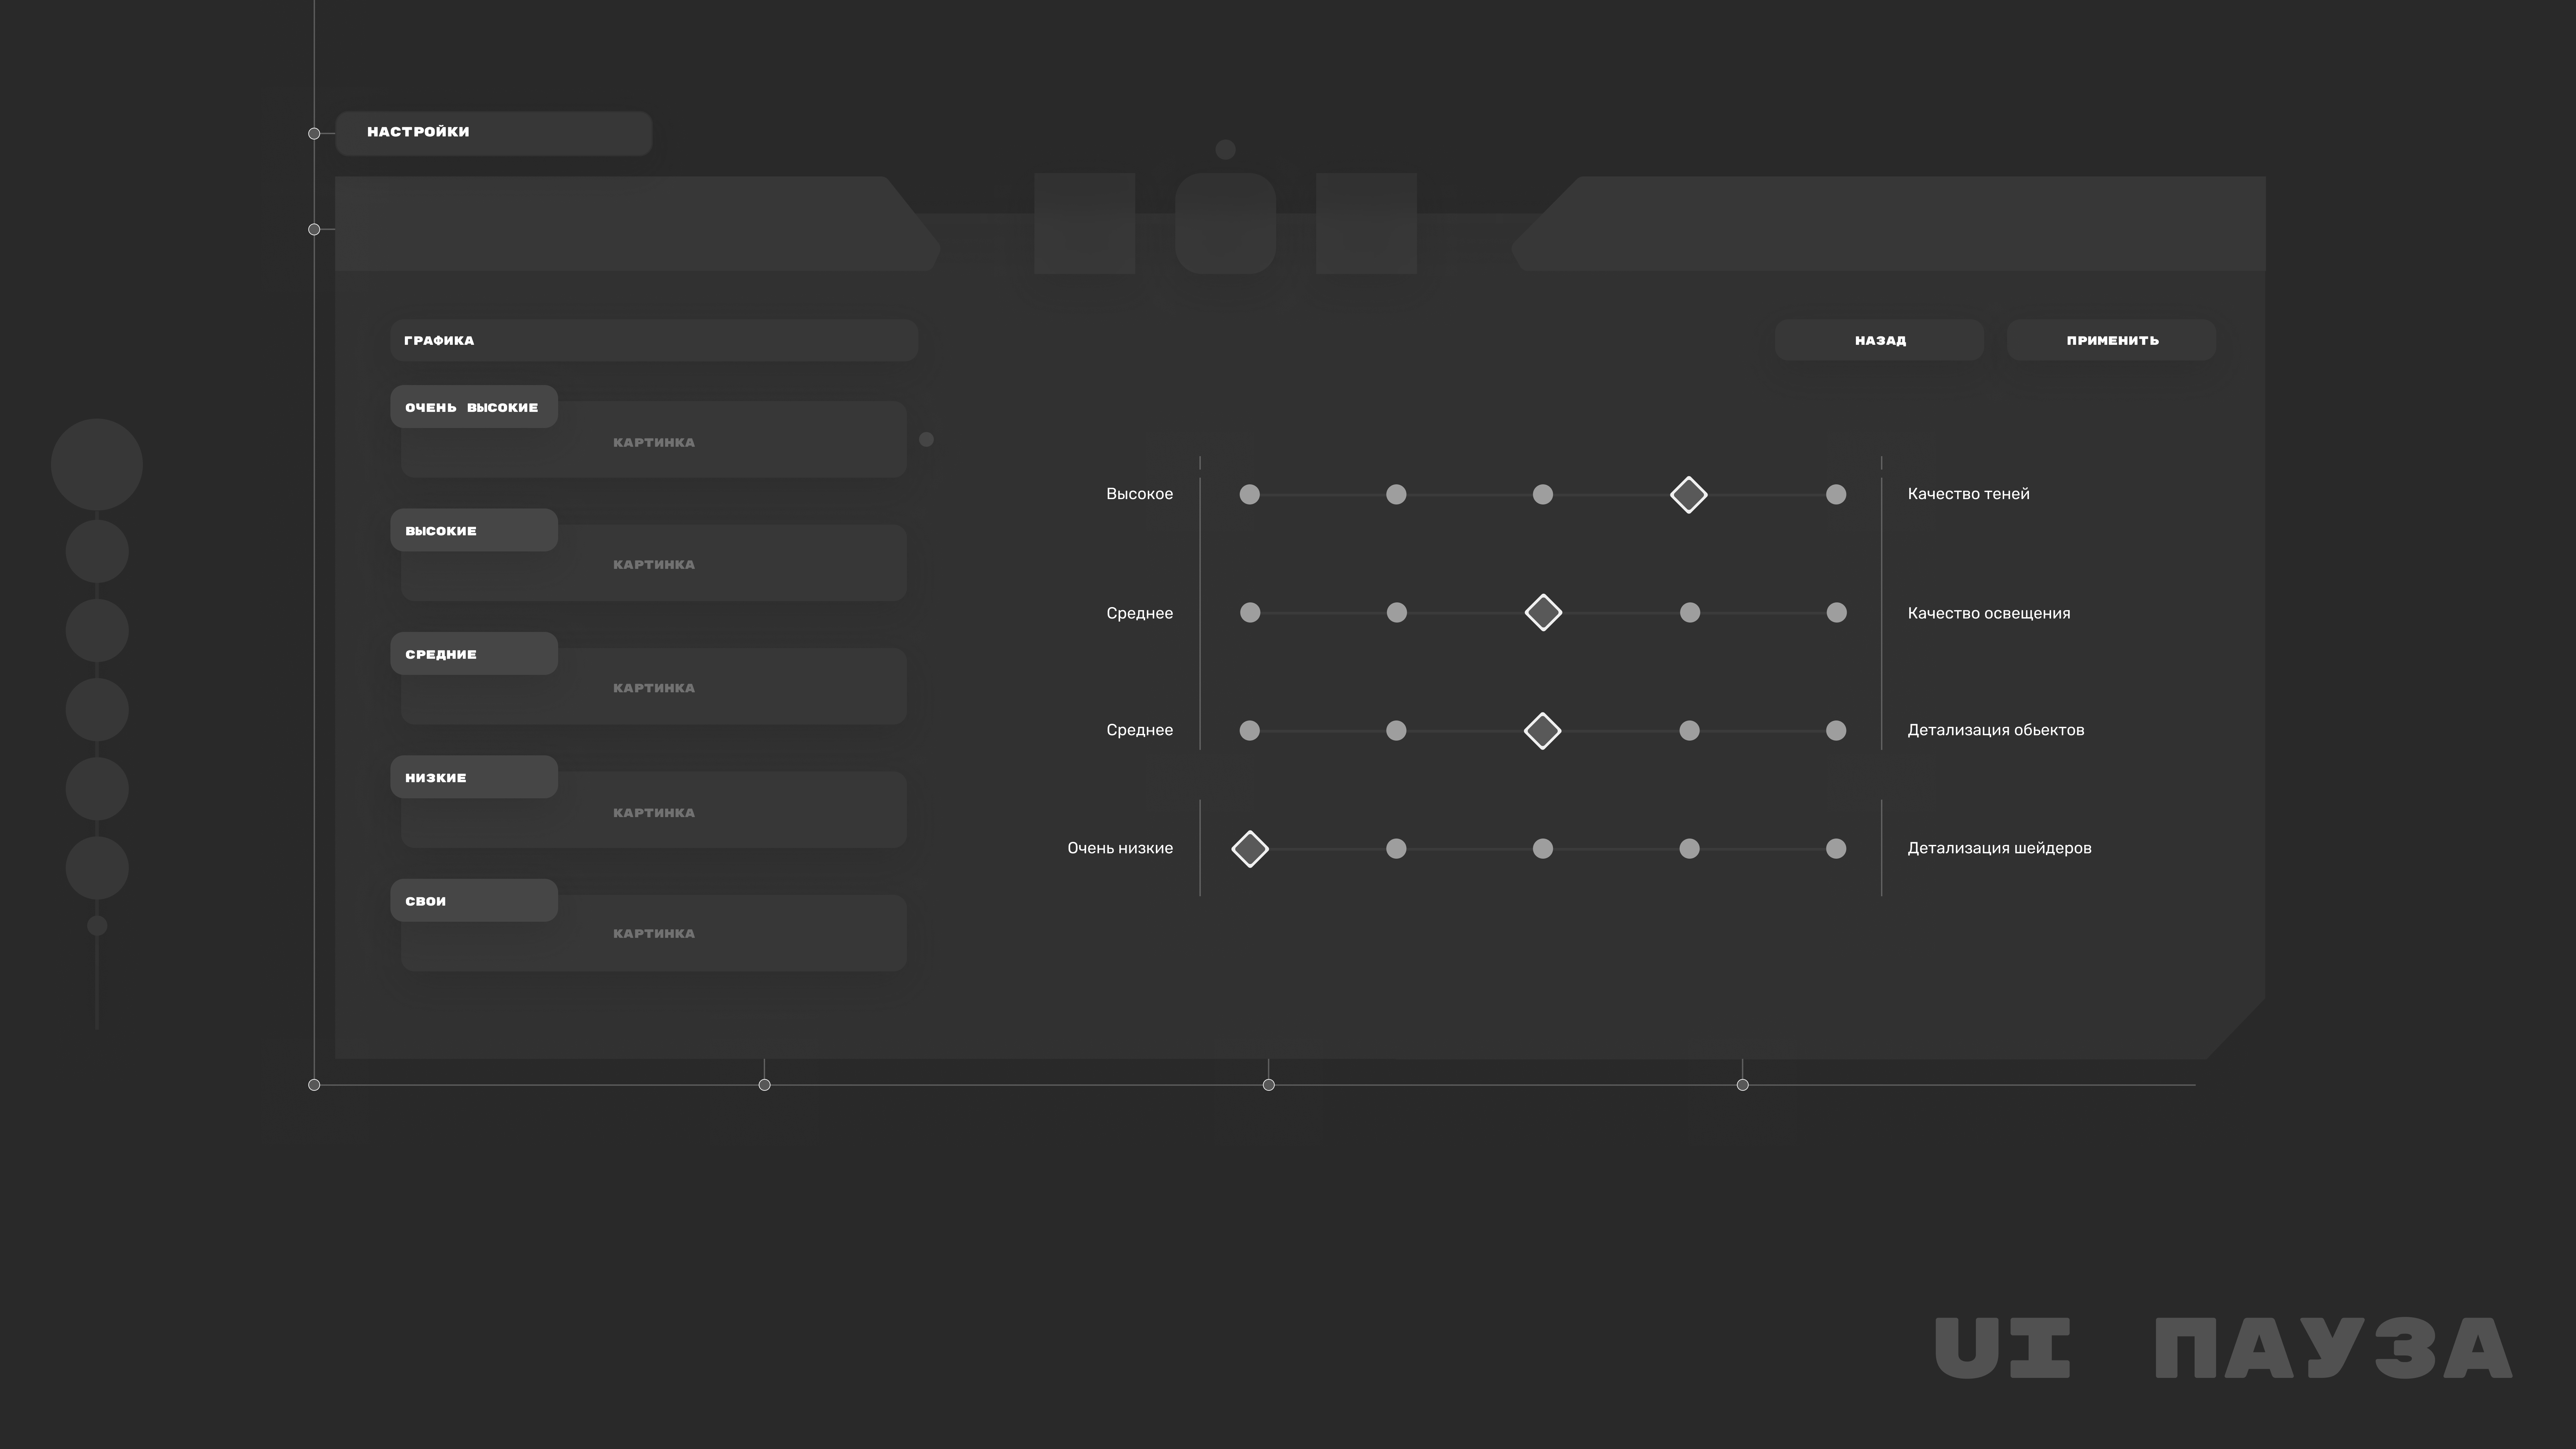 НАСТРОЙКИ
ГРАФИКА
НАЗАД
ПРИМЕНИТЬ
ОЧЕНЬ ВЫСОКИЕ
КАРТИНКА
ВЫСОКИЕ
КАРТИНКА
СРЕДНИЕ
КАРТИНКА
НИЗКИЕ
КАРТИНКА
СВОИ
КАРТИНКА
Высокое
Качество теней
Среднее
Качество освещения
Среднее
Детализация обьектов
Очень низкие
Детализация шейдеров
UI ПАУЗА